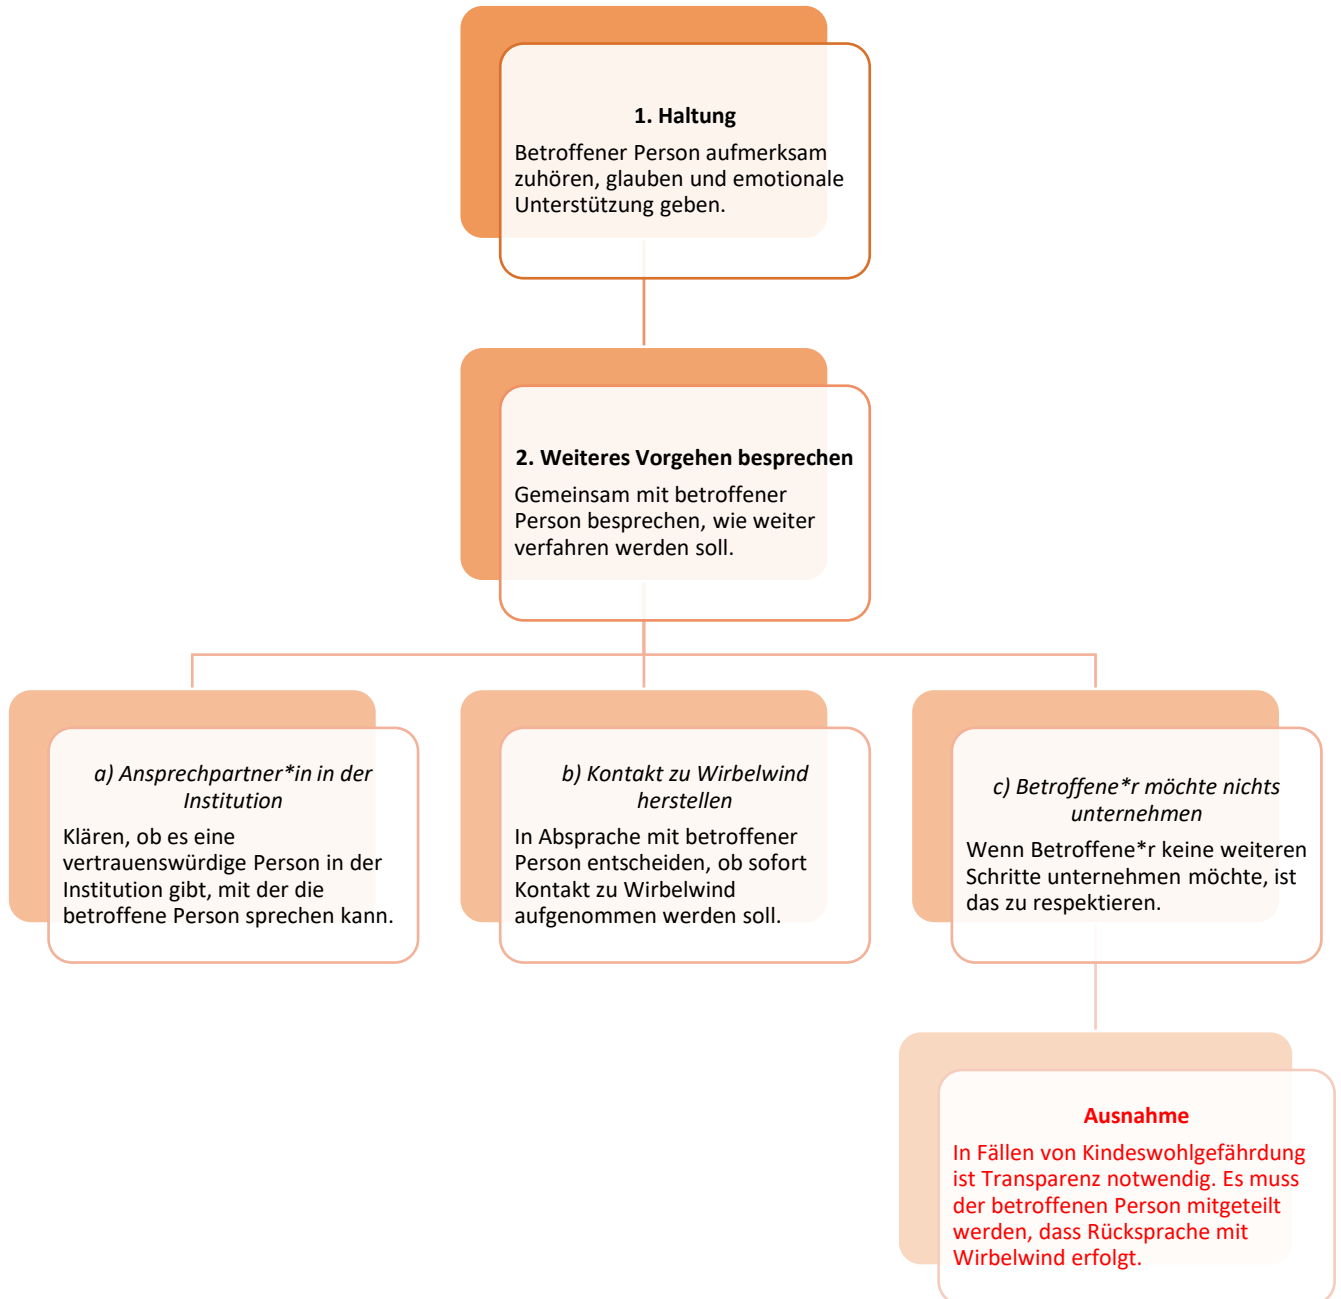 1. Haltung
Betroffener Person aufmerksam
zuhören, glauben und emotionale
Unterstützung geben.
2. Weiteres Vorgehen besprechen
Gemeinsam mit betroffener
Person besprechen, wie weiter
verfahren werden soll.
a) Ansprechpartner*in in der
Institution
Klären, ob es eine
vertrauenswürdige Person in der
Institution gibt, mit der die
betroffene Person sprechen kann.
b) Kontakt zu Wirbelwind
herstellen
In Absprache mit betroffener
Person entscheiden, ob sofort
Kontakt zu Wirbelwind
aufgenommen werden soll.
c) Betroffene*r möchte nichts
unternehmen
Wenn Betroffene*r keine weiteren
Schritte unternehmen möchte, ist
das zu respektieren.
Ausnahme
In Fällen von Kindeswohlgefährdung
ist Transparenz notwendig. Es muss
der betroffenen Person mitgeteilt
werden, dass Rücksprache mit
Wirbelwind erfolgt.